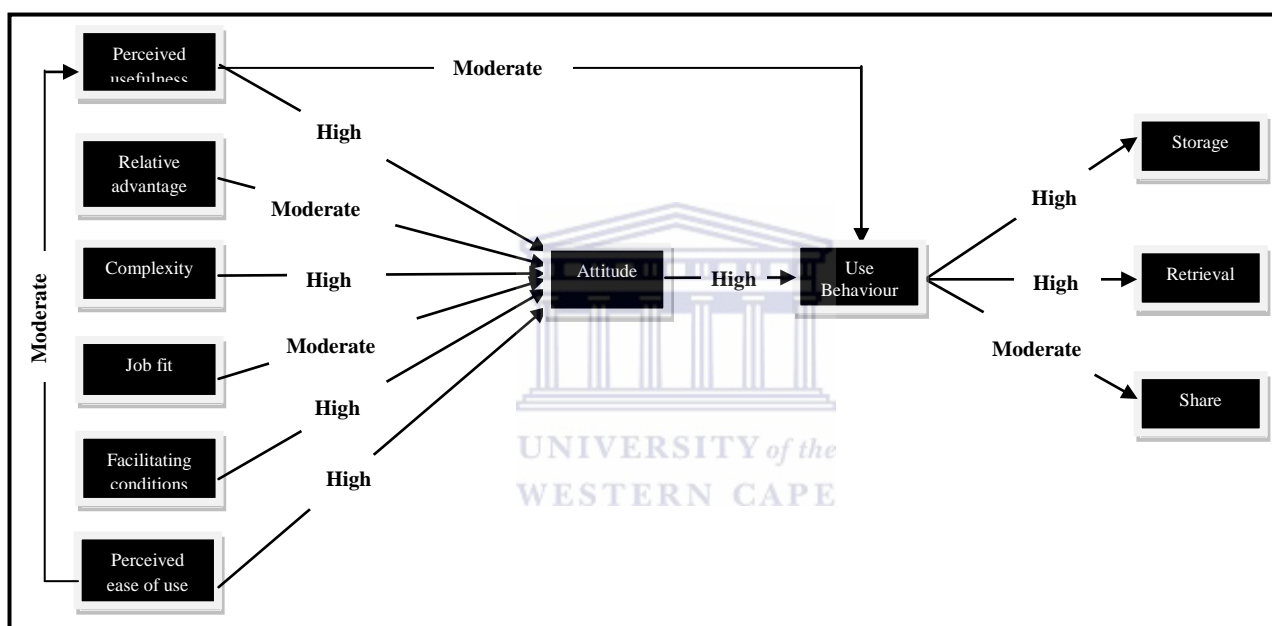 Perceived
usefulness
Moderate
High
Relative
advantage
Moderate
Complexity
High
Job fit
Moderate
Facilitating
conditions
High
Perceived
ease of use
High
Moderate
Attitude
High
Use
Behaviour
High
Storage
High
Retrieval
Moderate
Share
UNIVERSITY of the
WESTERN CAPE